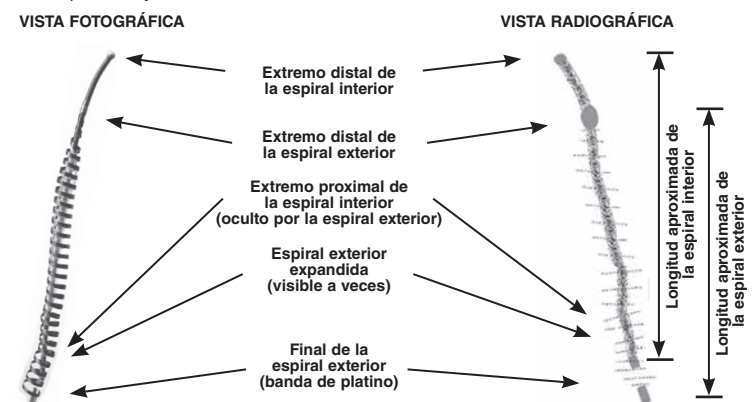 VISTA FOTOGRÁFICA
VISTA RADIOGRÁFICA
Extremo distal de
la espiral interior
Extremo distal de
la espiral exterior
Extremo proximal de
la espiral interior
(oculto por la espiral exterior)
Espiral exterior
expandida
(visible a veces)
Final de la
espiral exterior
(banda de platino)
Longitud aproximada de
la espiral interior
Longitud aproximada de
la espiral exterior